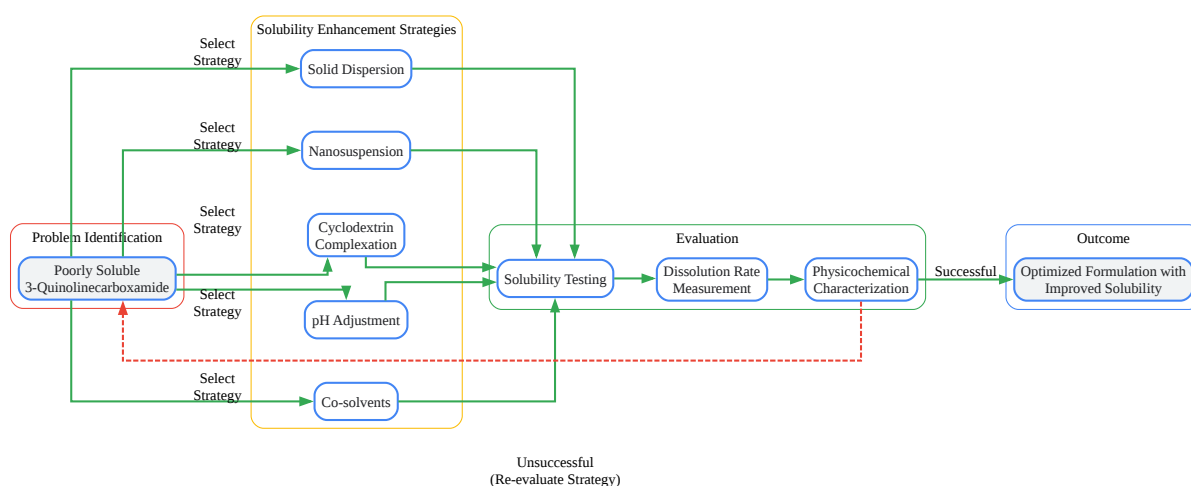 Solubility Enhancement Strategies
Select
Strategy
Solid Dispersion
Select
Strategy
Nanosuspension
Select
Strategy
Cyclodextrin
Complexation
Problem Identification
Poorly Soluble
3-Quinolinecarboxamide
Select
Strategy
pH Adjustment
Select
Strategy
Co-solvents
Evaluation
Solubility Testing
Dissolution Rate
Measurement
Physicochemical
Characterization
Successful
Outcome
Optimized Formulation with
Improved Solubility
Unsuccessful
(Re-evaluate Strategy)